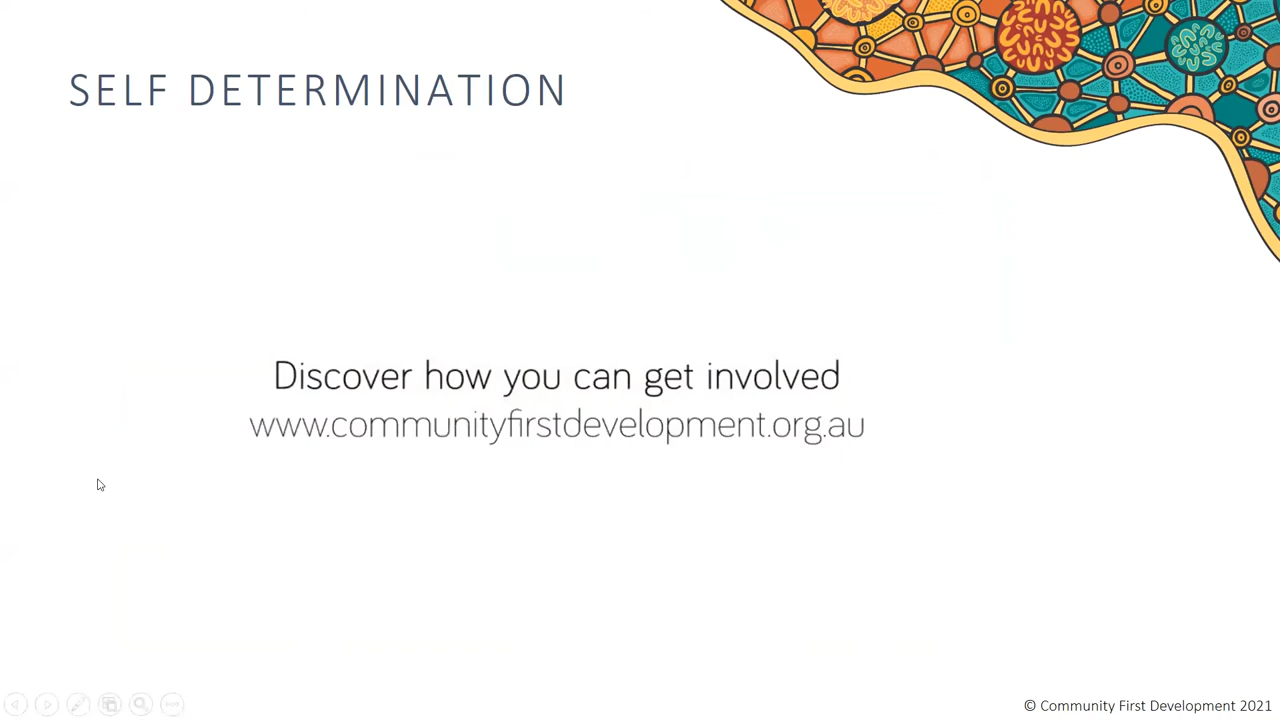 SELF DETERMINATION
Discover how you can get involved
www.communityfirstdevelopment.org.au
© Community First Development 2021